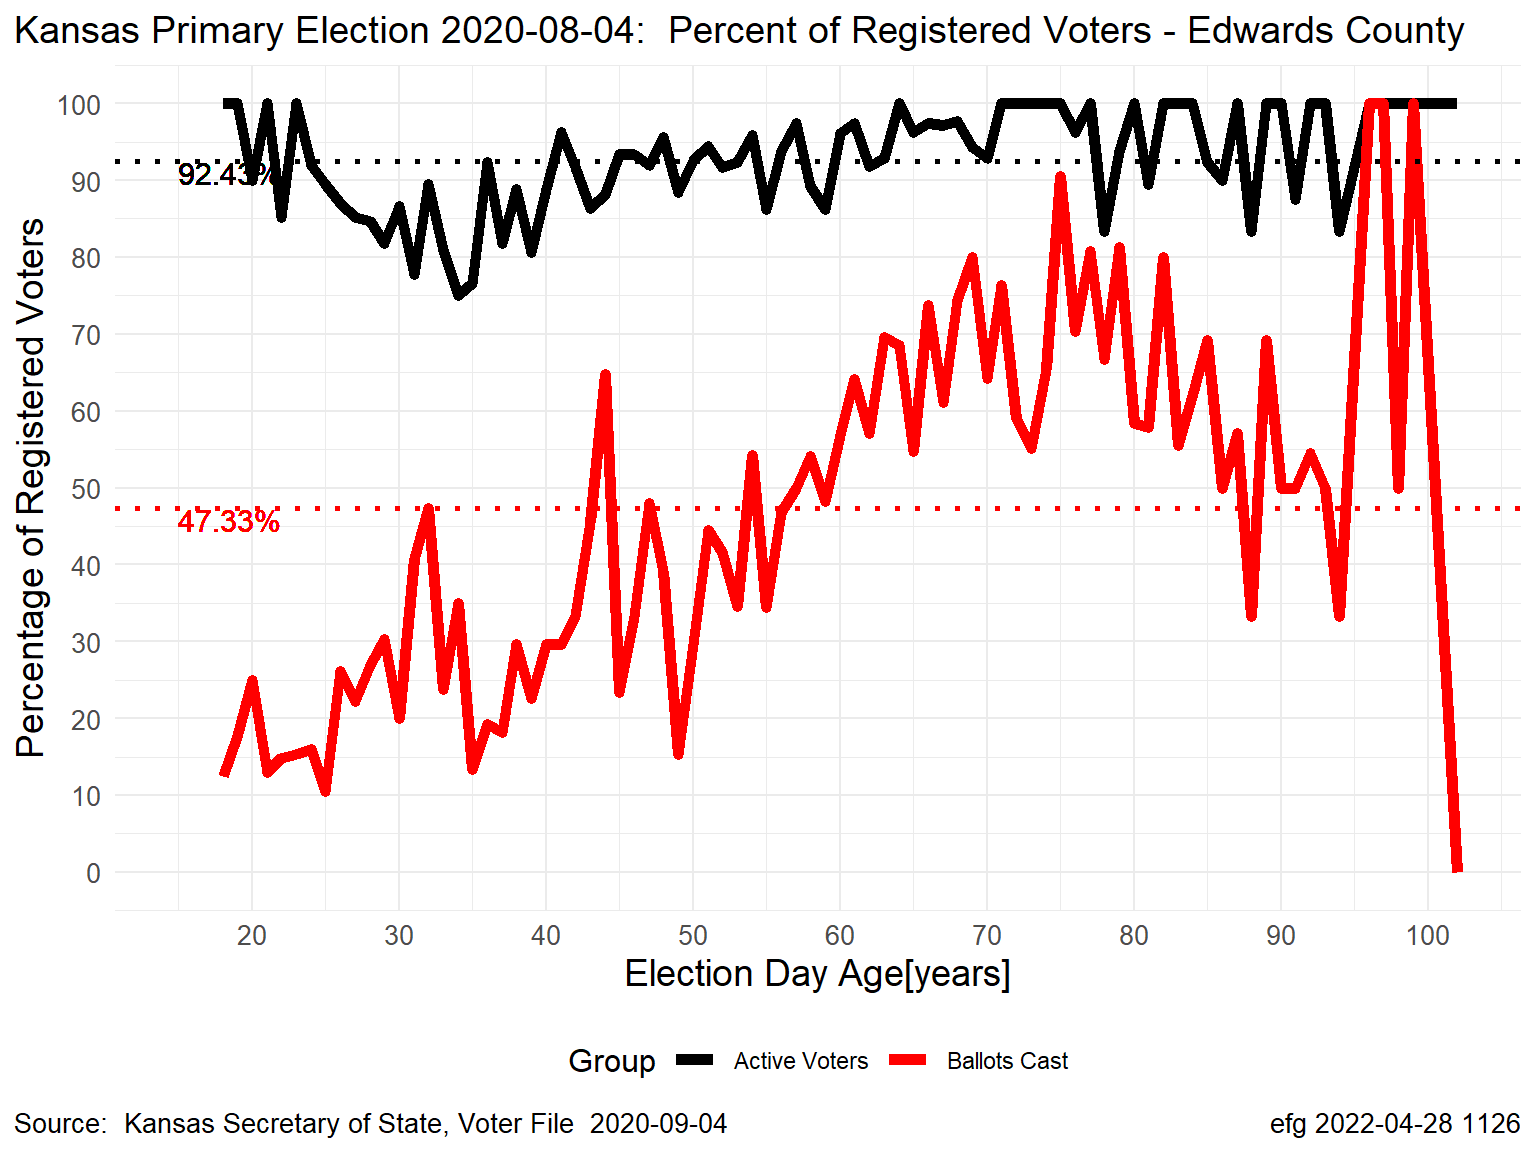 Kansas Primary Election 2020-08-04:  Percent of Registered Voters - Edwards County
Percentage of Registered Voters
100
90
80
70
60
50
40
30
20
10
0
92.43%
47.33%
20 30 40 50 60 70 80 90 100
Election Day Age[years]
Group Active Voters Ballots Cast
Source:  Kansas Secretary of State, Voter File  2020-09-04
efg 2022-04-28 1126